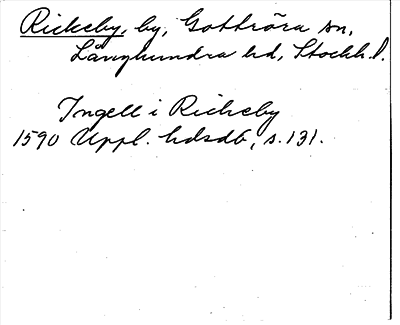 Rickeby, by, Gottröra sn,
Långhundra hd, Stockh. l.
Ingell i Rickeby
1590 Uppl. hdsdb, s. 131.